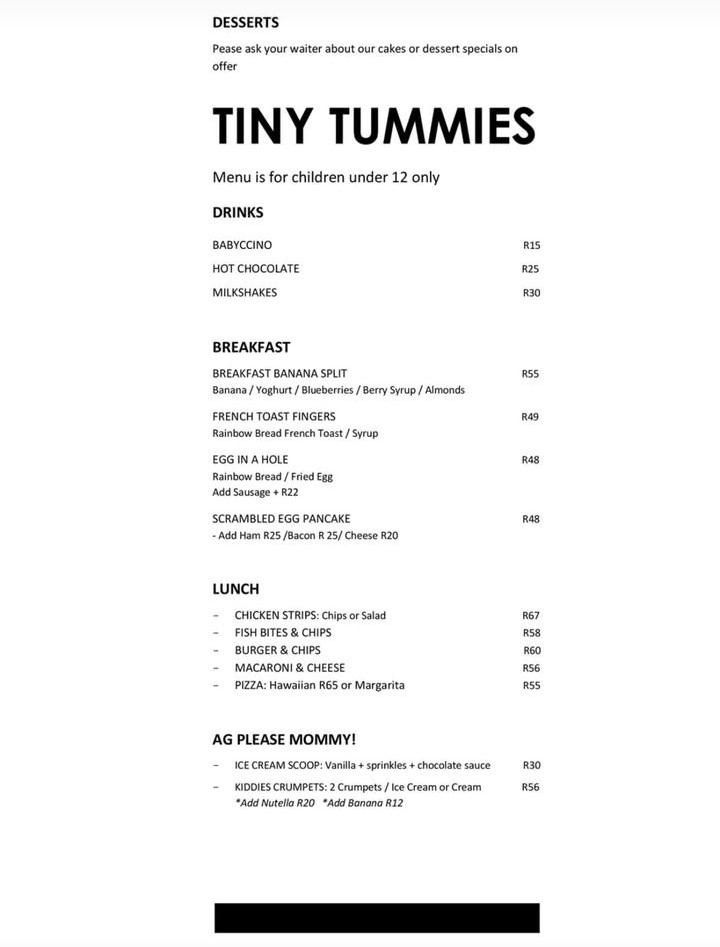 DESSERTS
Pease ask your waiter about our cakes or dessert specials on
offer
TINY TUMMIES
Menu is for children under 12 only
DRINKS
BABYCCINO R15
HOT CHOCOLATE R25
MILKSHAKES R30
BREAKFAST
BREAKFAST BANANA SPLIT R55
Banana / Yoghurt / Blueberries / Berry Syrup / Almonds
FRENCH TOAST FINGERS R49
Rainbow Bread French Toast / Syrup
EGG IN A HOLE R48
Rainbow Bread / Fried Egg
Add Sausage + R22
SCRAMBLED EGG PANCAKE R48
- Add Ham R25 /Bacon R 25/ Cheese R20
LUNCH
– CHICKEN STRIPS: Chips or Salad R67
– FISH BITES & CHIPS R58
– BURGER & CHIPS R60
– MACARONI & CHEESE R56
– PIZZA: Hawaiian R65 or Margarita R55
AG PLEASE MOMMY!
– ICE CREAM SCOOP: Vanilla + sprinkles + chocolate sauce R30
– KIDDIES CRUMPETS: 2 Crumpets / Ice Cream or Cream R56
*Add Nutella R20 *Add Banana R12